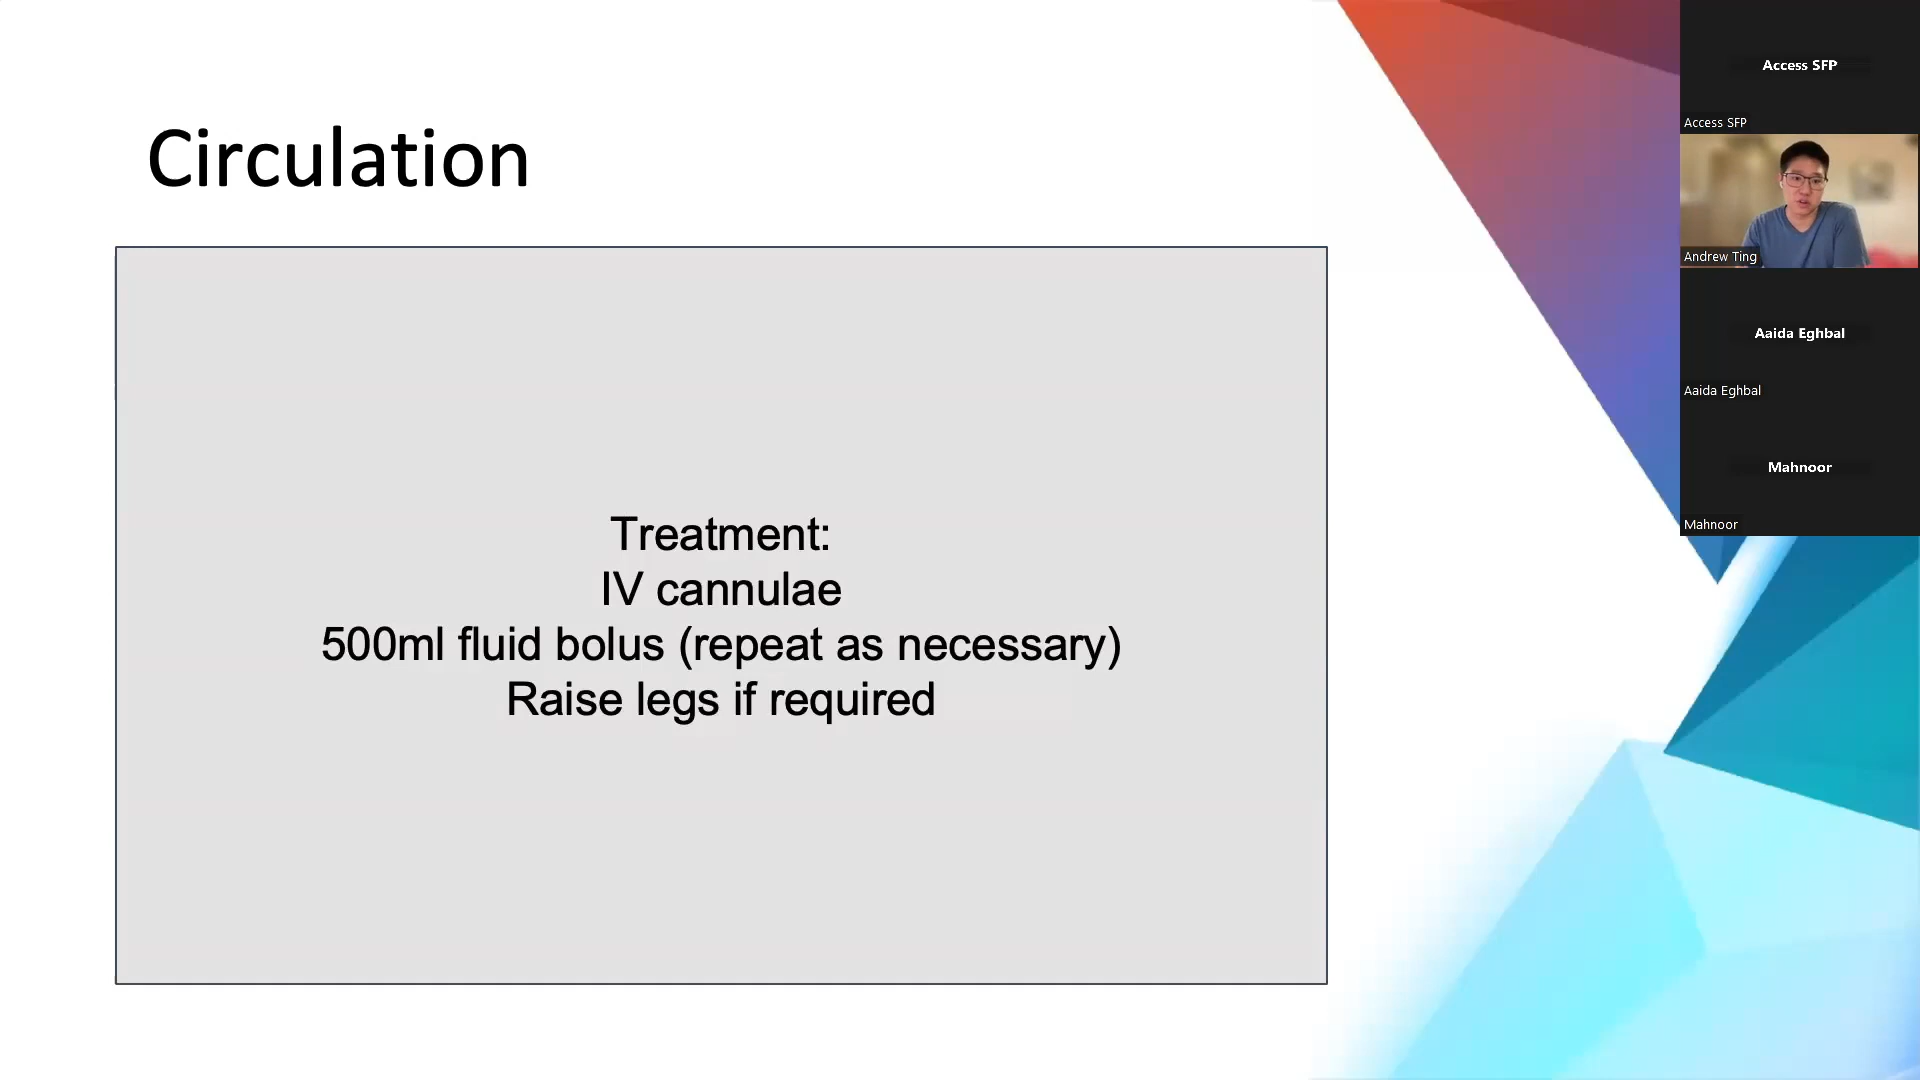 Circulation
Treatment:
IV cannulae
500ml fluid bolus (repeat as necessary)
Raise legs if required
Access SFP
Access SFP
Andrew Ting
Aaida Eghbal
Aaida Eghbal
Mahnoor
Mahnoor